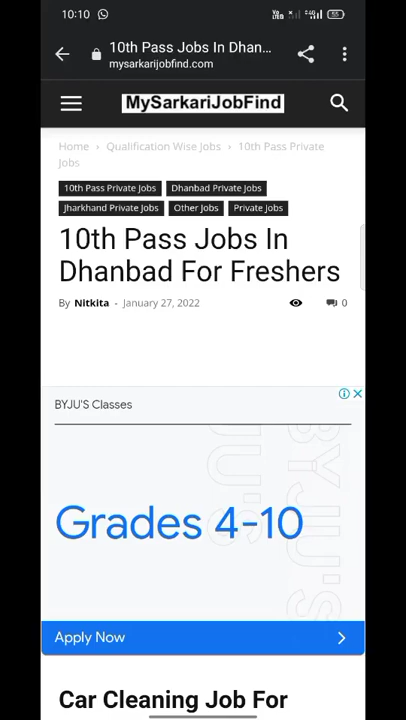 10:10
55
10th Pass Jobs In Dhan...
mysarkarijobfind.com
MySarkariJobFind
Home › Qualification Wise Jobs › 10th Pass Private
Jobs
10th Pass Private Jobs Dhanbad Private Jobs
Jharkhand Private Jobs Other Jobs Private Jobs
10th Pass Jobs In
Dhanbad For Freshers
By Nitkita - January 27, 2022 0
BYJU'S Classes
BYJU'S
Grades 4-10
Apply Now
Car Cleaning Job For